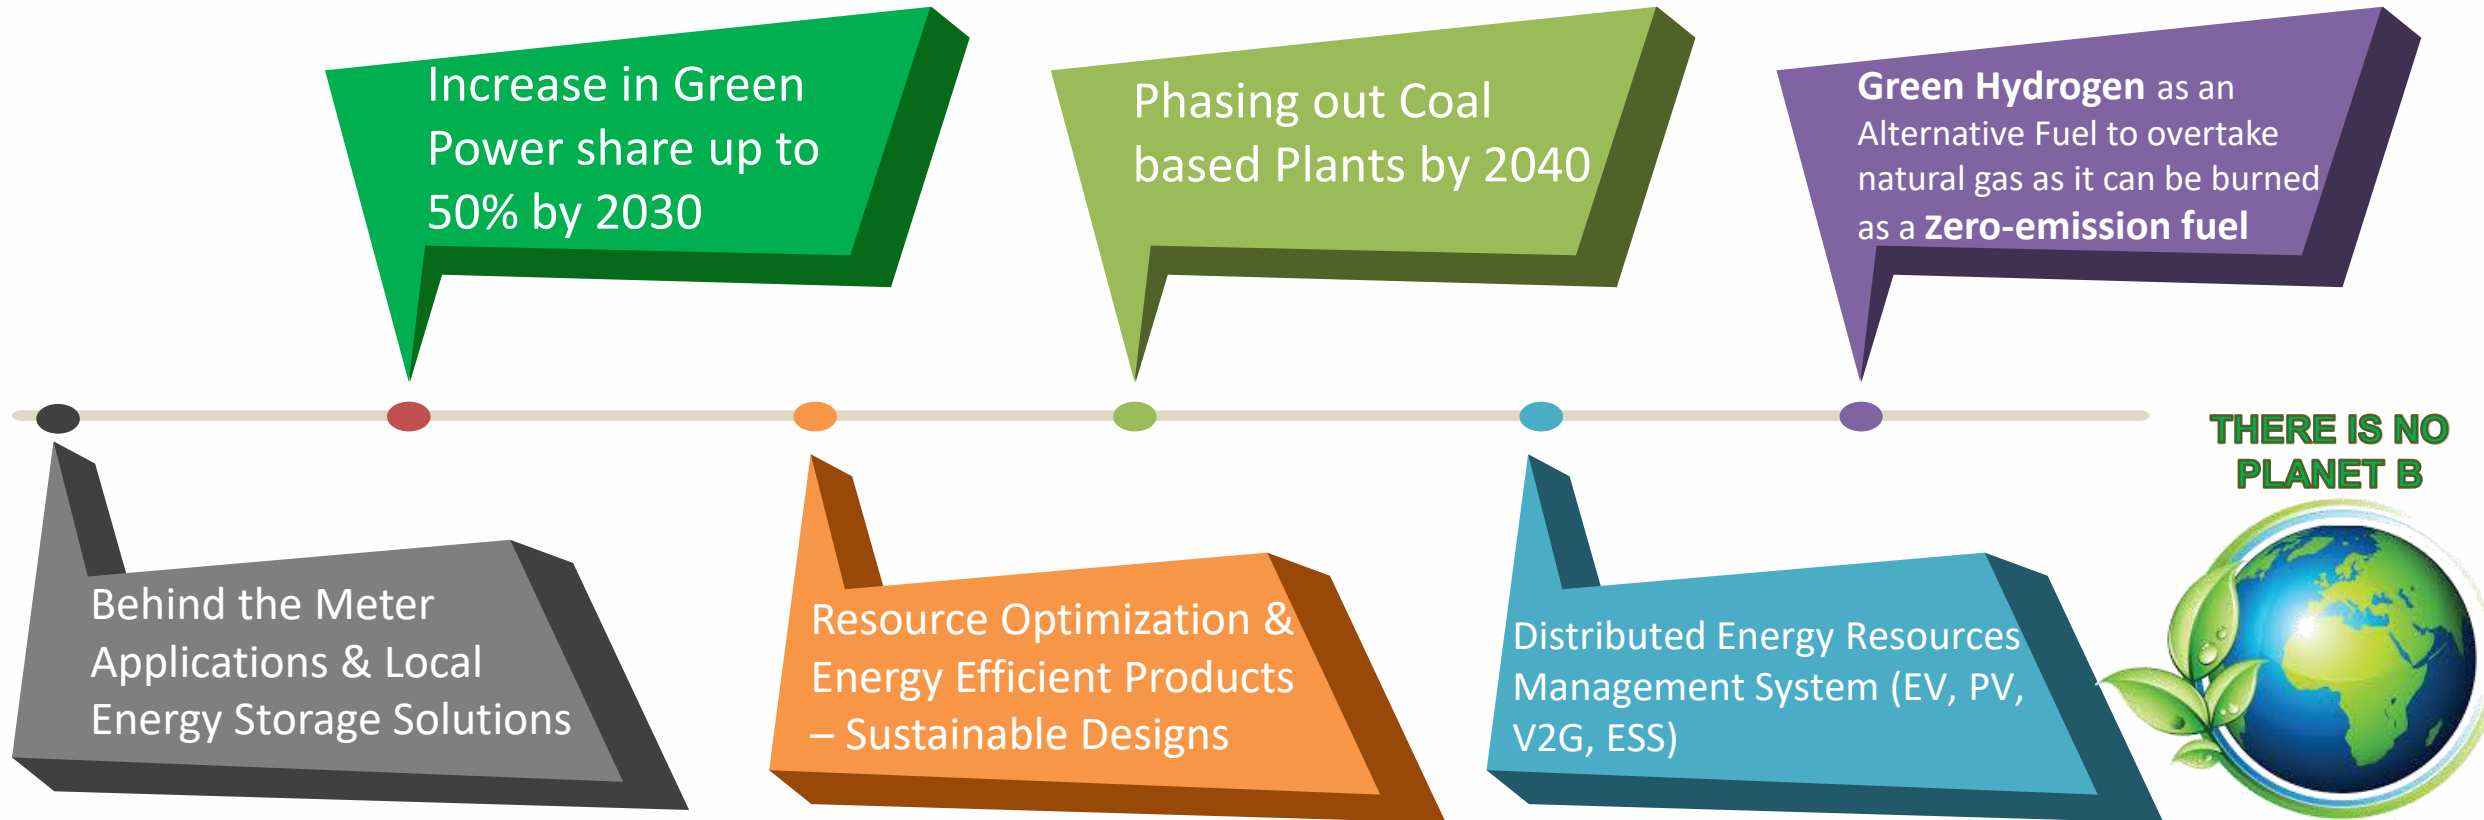 Increase in Green
Power share up to
50% by 2030
Phasing out Coal
based Plants by 2040
Green Hydrogen as an
Alternative Fuel to overtake
natural gas as it can be burned
as a Zero-emission fuel
THERE IS NO
PLANET B
Behind the Meter
Applications & Local
Energy Storage Solutions
Resource Optimization &
Energy Efficient Products
– Sustainable Designs
Distributed Energy Resources
Management System (EV, PV,
V2G, ESS)